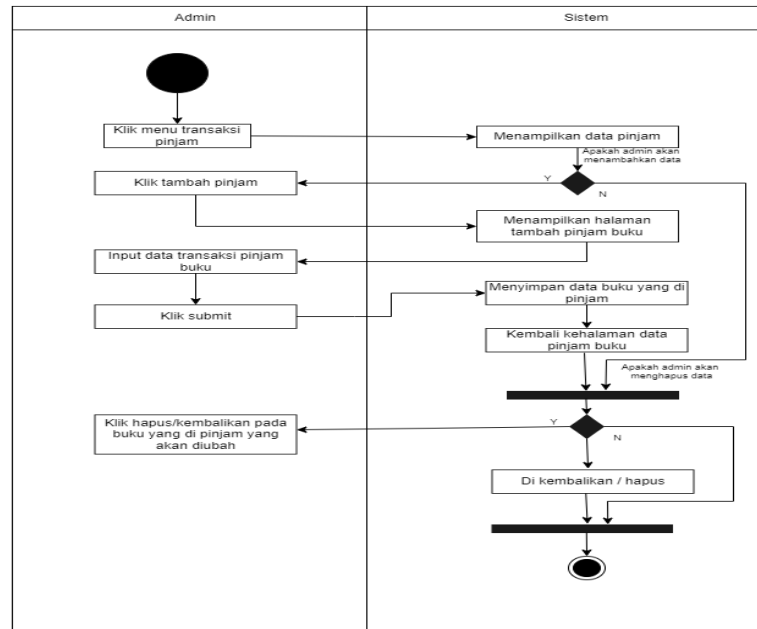 Admin
Sistem
Klik menu transaksi
pinjam
Menampilkan data pinjam
Apakah admin akan
menambahkan data
Y
N
Klik tambah pinjam
Menampilkan halaman
tambah pinjam buku
Input data transaksi pinjam
buku
Menyimpan data buku yang di
pinjam
Klik submit
Kembali kehalaman data
pinjam buku
Apakah admin akan
menghapus data
Klik hapus/kembalikan pada
buku yang di pinjam yang
akan diubah
Y
N
Di kembalikan / hapus